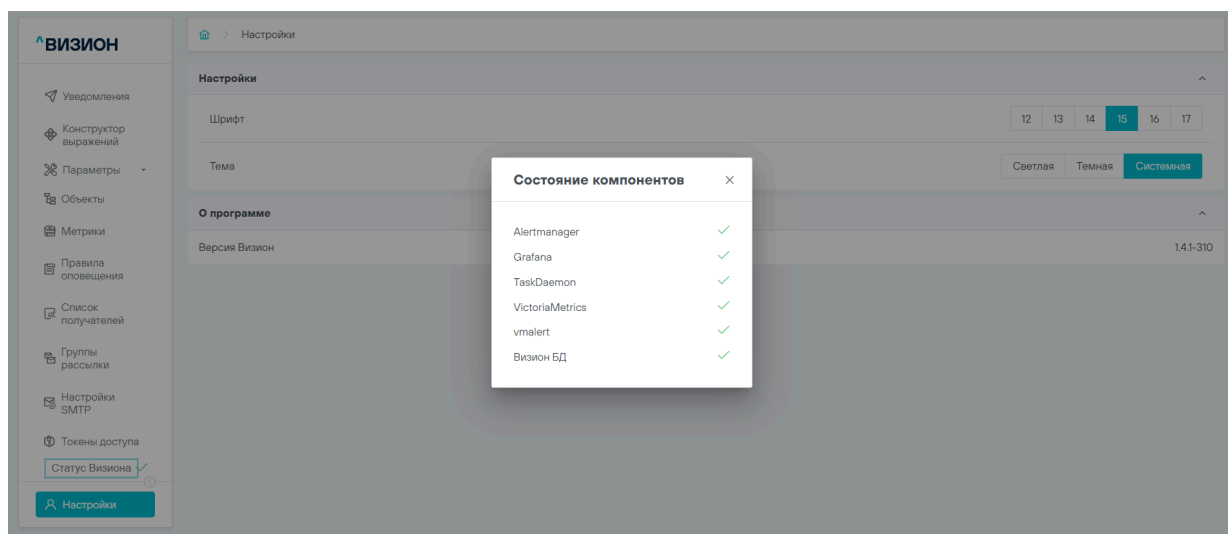 ^ВИЗИОН
Уведомления
Конструктор
выражений
Параметры
Объекты
Метрики
Правила
оповещения
Список
получателей
Группы
рассылки
Настройки
SMTP
Токены доступа
Статус Визиона
Настройки
Настройки
Настройки
Шрифт 12 13 14 15 16 17
Тема Светлая Темная Системная
О программе
Версия Визион 1.4.1-310
Состояние компонентов
Alertmanager
Grafana
TaskDaemon
VictoriaMetrics
vmalert
Визион БД